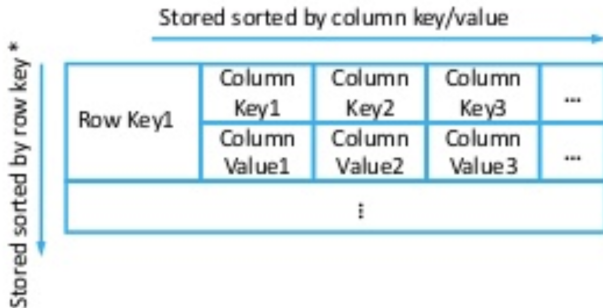 Stored sorted by column key/value
Stored sorted by row key *
Row Key1
Column
Key1
Column
Key2
Column
Key3
...
Column
Value1
Column
Value2
Column
Value3
...
⋮